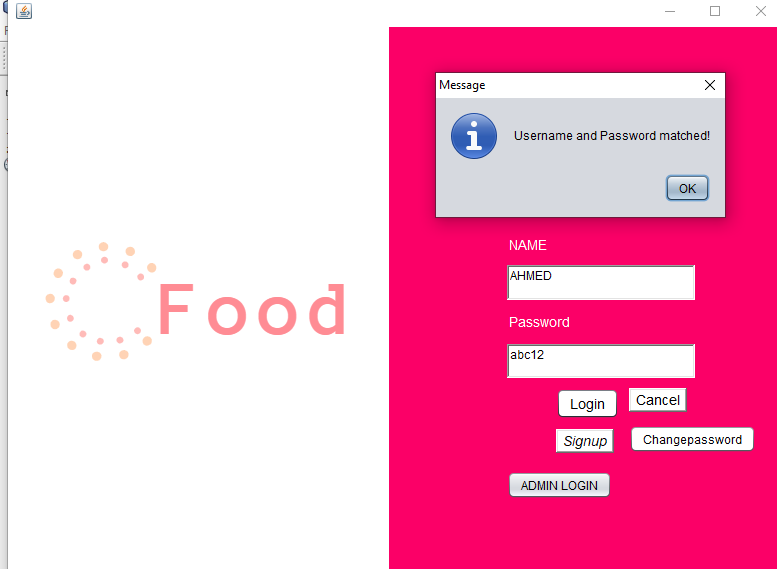 Message
Username and Password matched!
OK
NAME
AHMED
Food
Password
abc12
Login
Cancel
Signup
Changepassword
ADMIN LOGIN